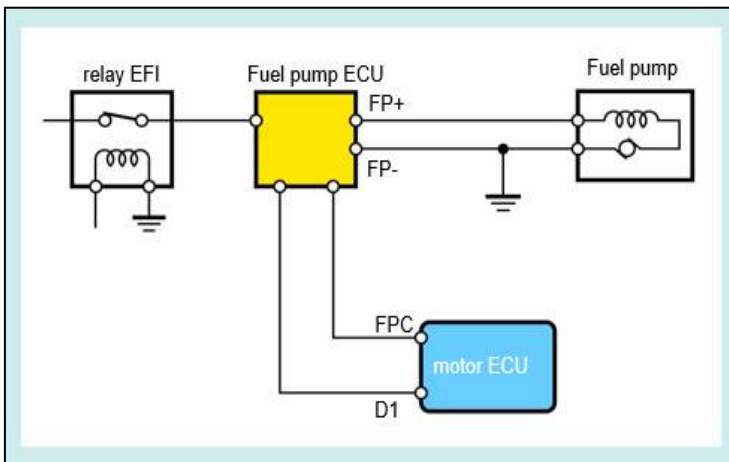 relay EFI
Fuel pump ECU
Fuel pump
FP+
FP-
FPC
motor ECU
D1